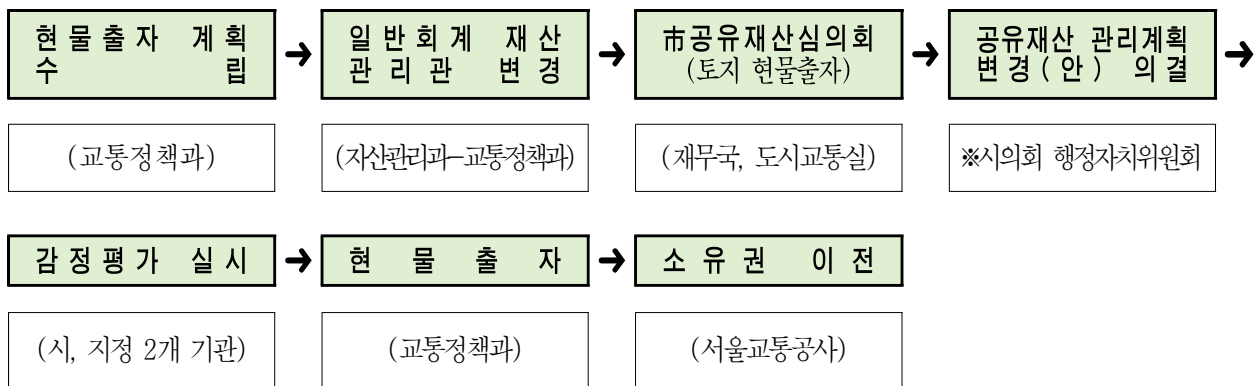 현물출자 계획
수립
→
일반회계 재산
관리관 변경
→
市공유재산심의회
(토지 현물출자)
→
공유재산 관리계획
변경(안) 의결
→
(교통정책과)
(자산관리과-교통정책과)
(재무국, 도시교통실)
※시의회 행정자치위원회
감정평가 실시
→
현물출자
→
소유권 이전
(시, 지정 2개 기관)
(교통정책과)
(서울교통공사)